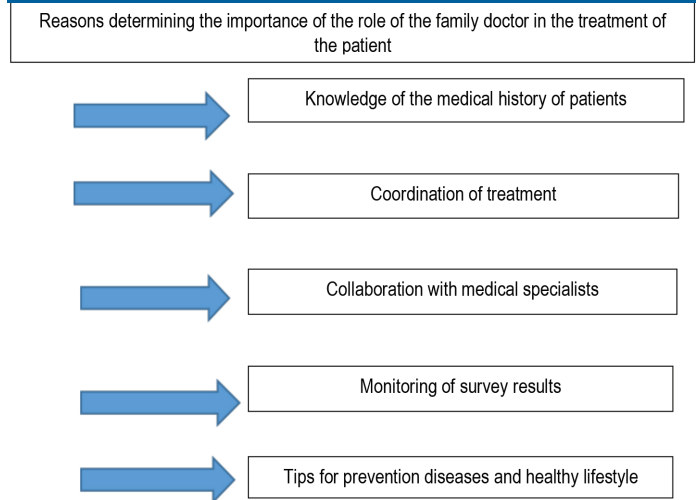 Reasons determining the importance of the role of the family doctor in the treatment of
the patient
Knowledge of the medical history of patients
Coordination of treatment
Collaboration with medical specialists
Monitoring of survey results
Tips for prevention diseases and healthy lifestyle